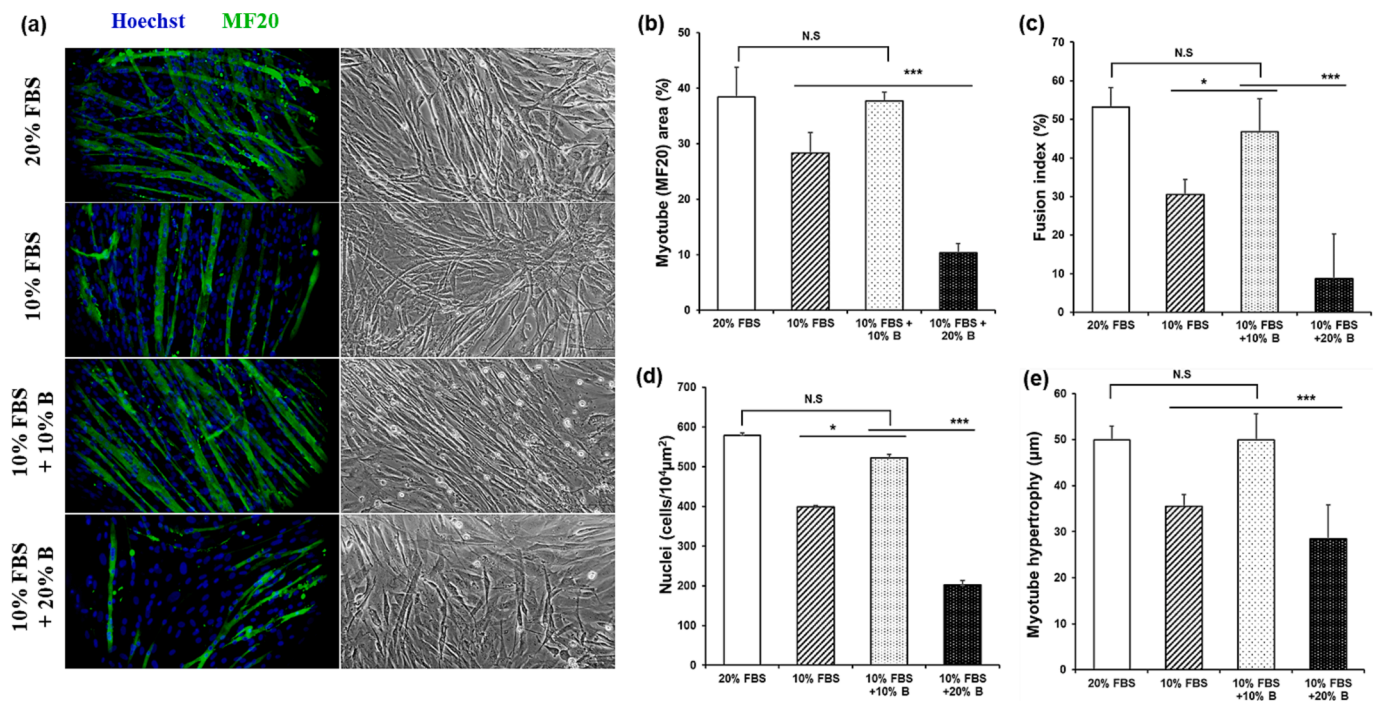 (a)
Hoechst MF20
20% FBS
10% FBS
10% FBS
+ 10% B
10% FBS
+ 20% B
(b)
Myotube (MF20) area (%)
50
40
30
20
10
0
N.S
***
20% FBS
10% FBS
10% FBS +
10% B
10% FBS +
20% B
(c)
Fusion index (%)
70
60
50
40
30
20
10
0
N.S
*
***
20% FBS
10% FBS
10% FBS
+10% B
10% FBS
+20% B
(d)
Nuclei (cells/10⁴μm²)
700
600
500
400
300
200
100
0
N.S
*
***
20% FBS
10% FBS
10% FBS
+10% B
10% FBS
+20% B
(e)
Myotube hypertrophy (μm)
60
50
40
30
20
10
0
N.S
***
20% FBS
10% FBS
10% FBS
+10% B
10% FBS
+20% B